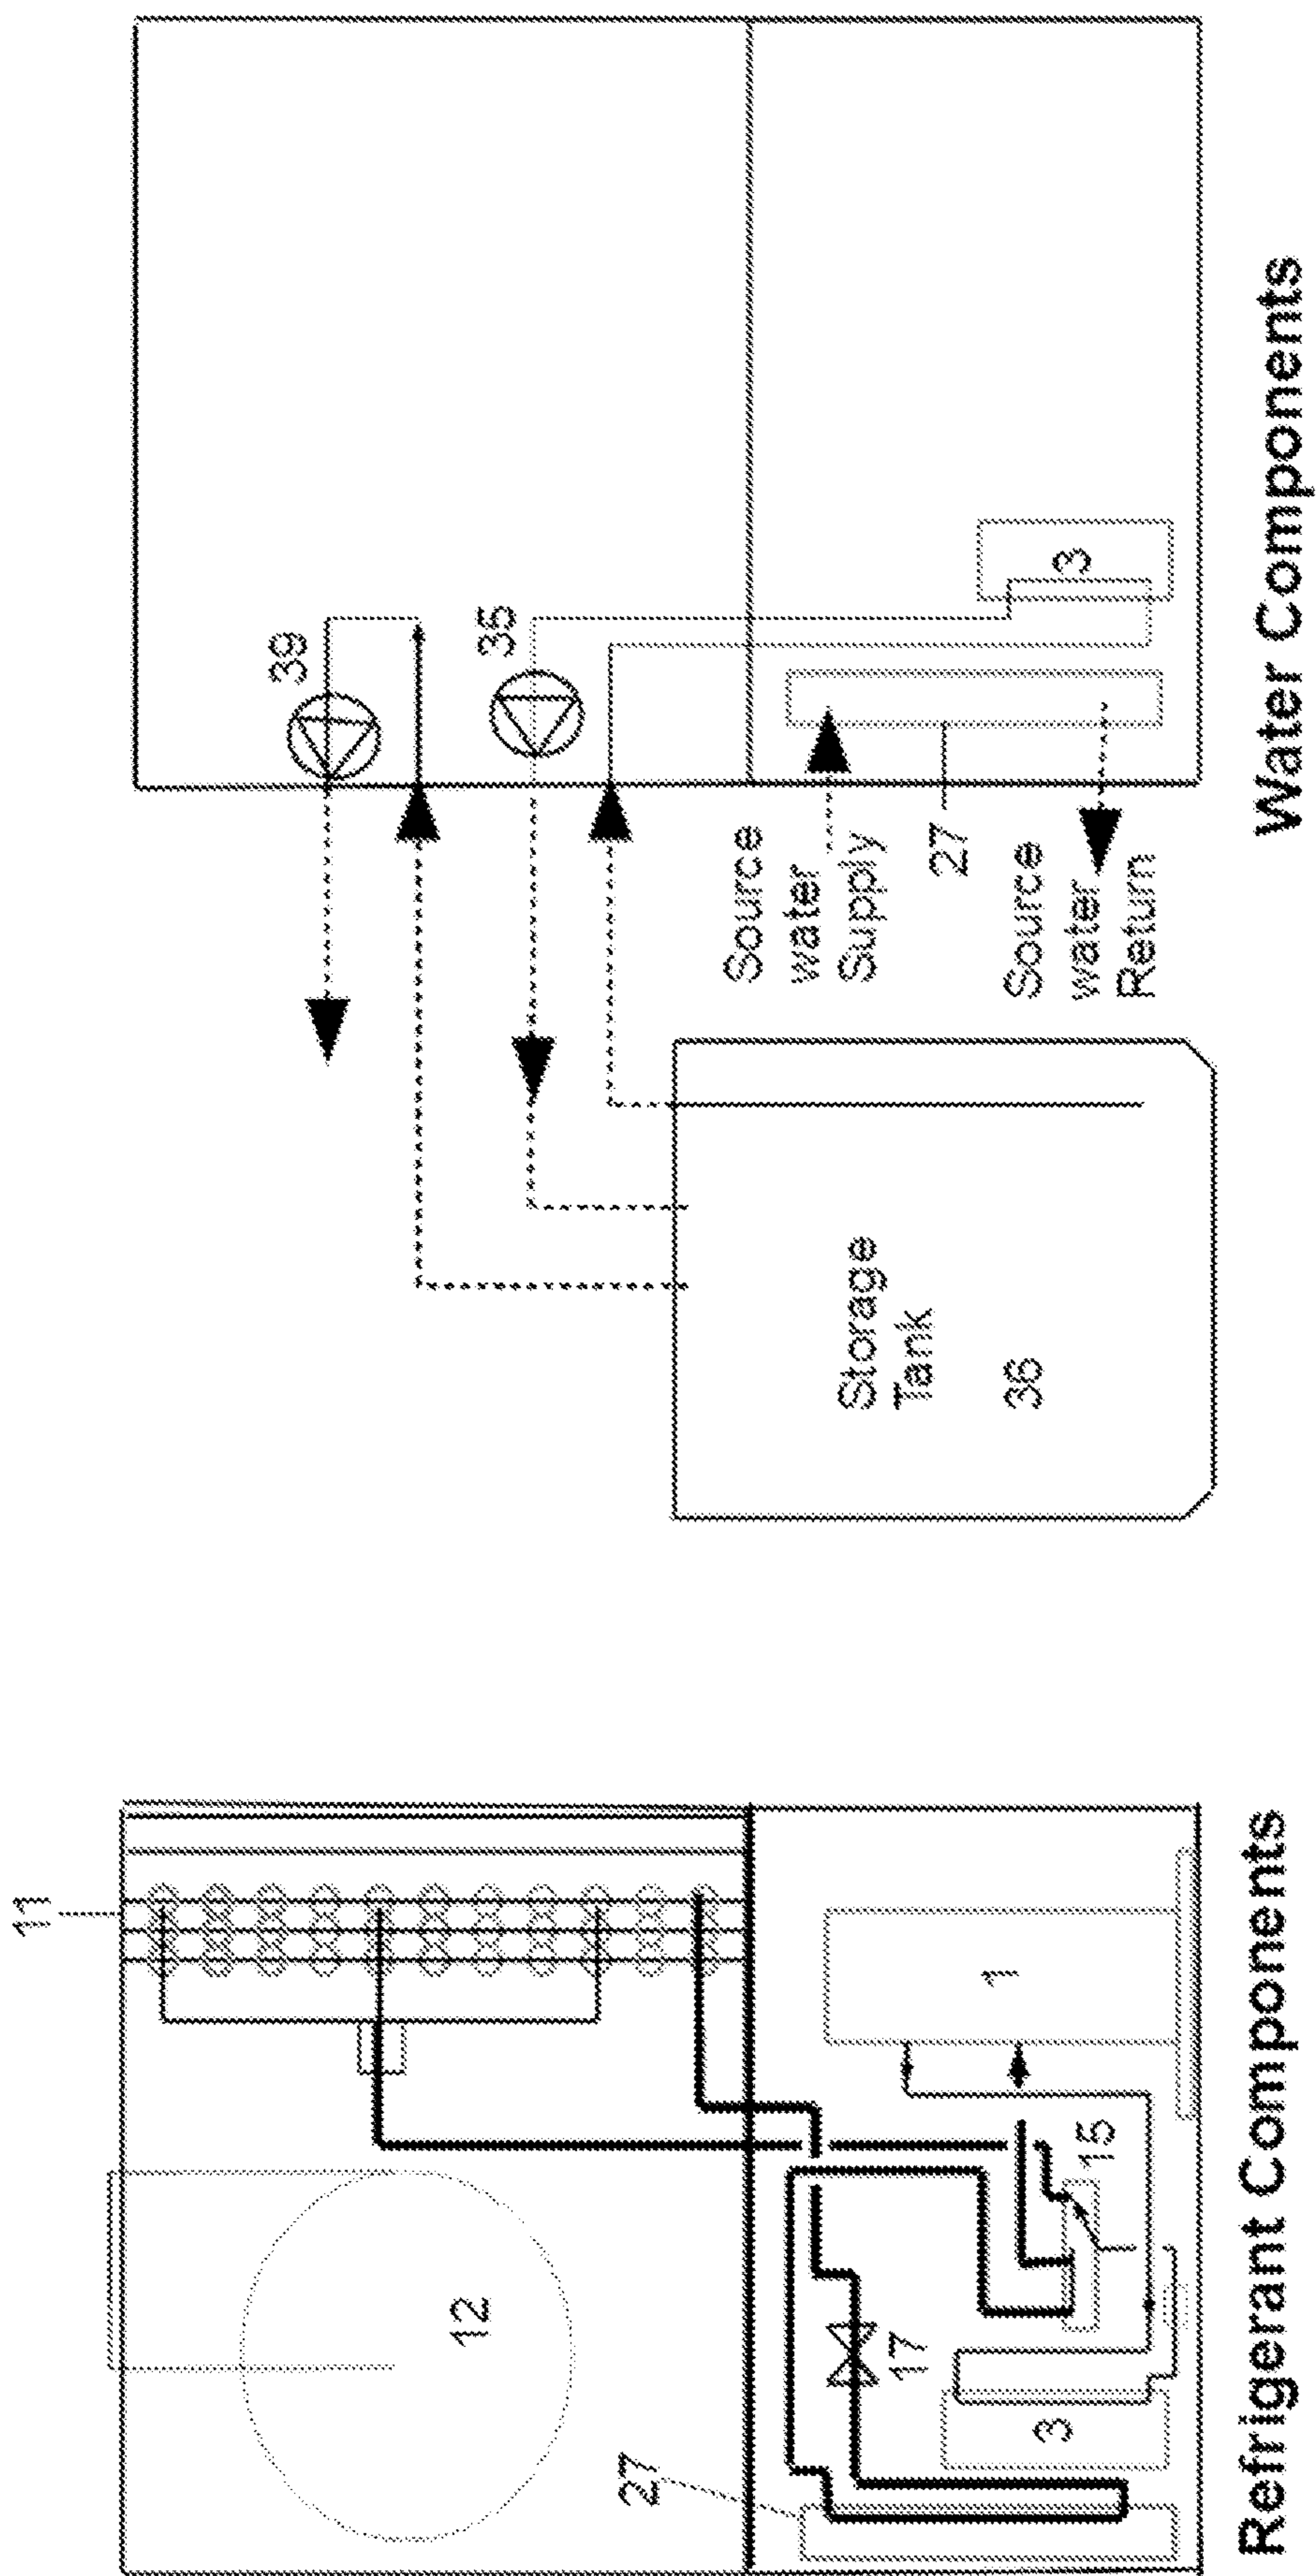 11
12
27
17
3
15
1
Refrigerant Components
39
35
Source
water
Supply
27
Source
water
Return
3
Storage
Tank
36
Water Components